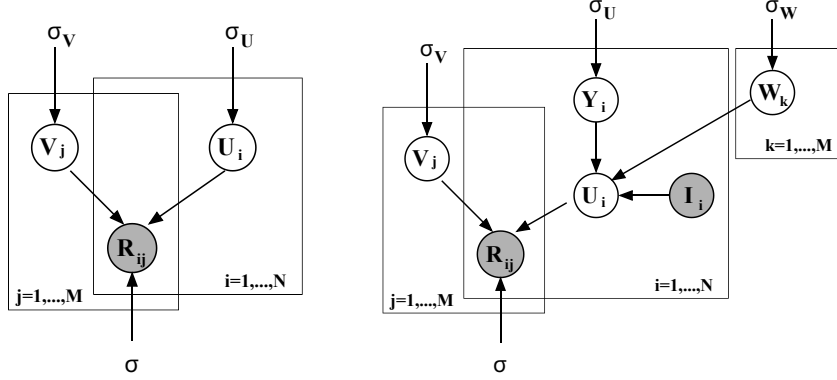 σV
σU
Vj
Ui
Rij
i=1,...,N
j=1,...,M
σ
σU
σW
σV
Yi
Wk
k=1,...,M
Vj
Ui
Ii
Rij
i=1,...,N
j=1,...,M
σ